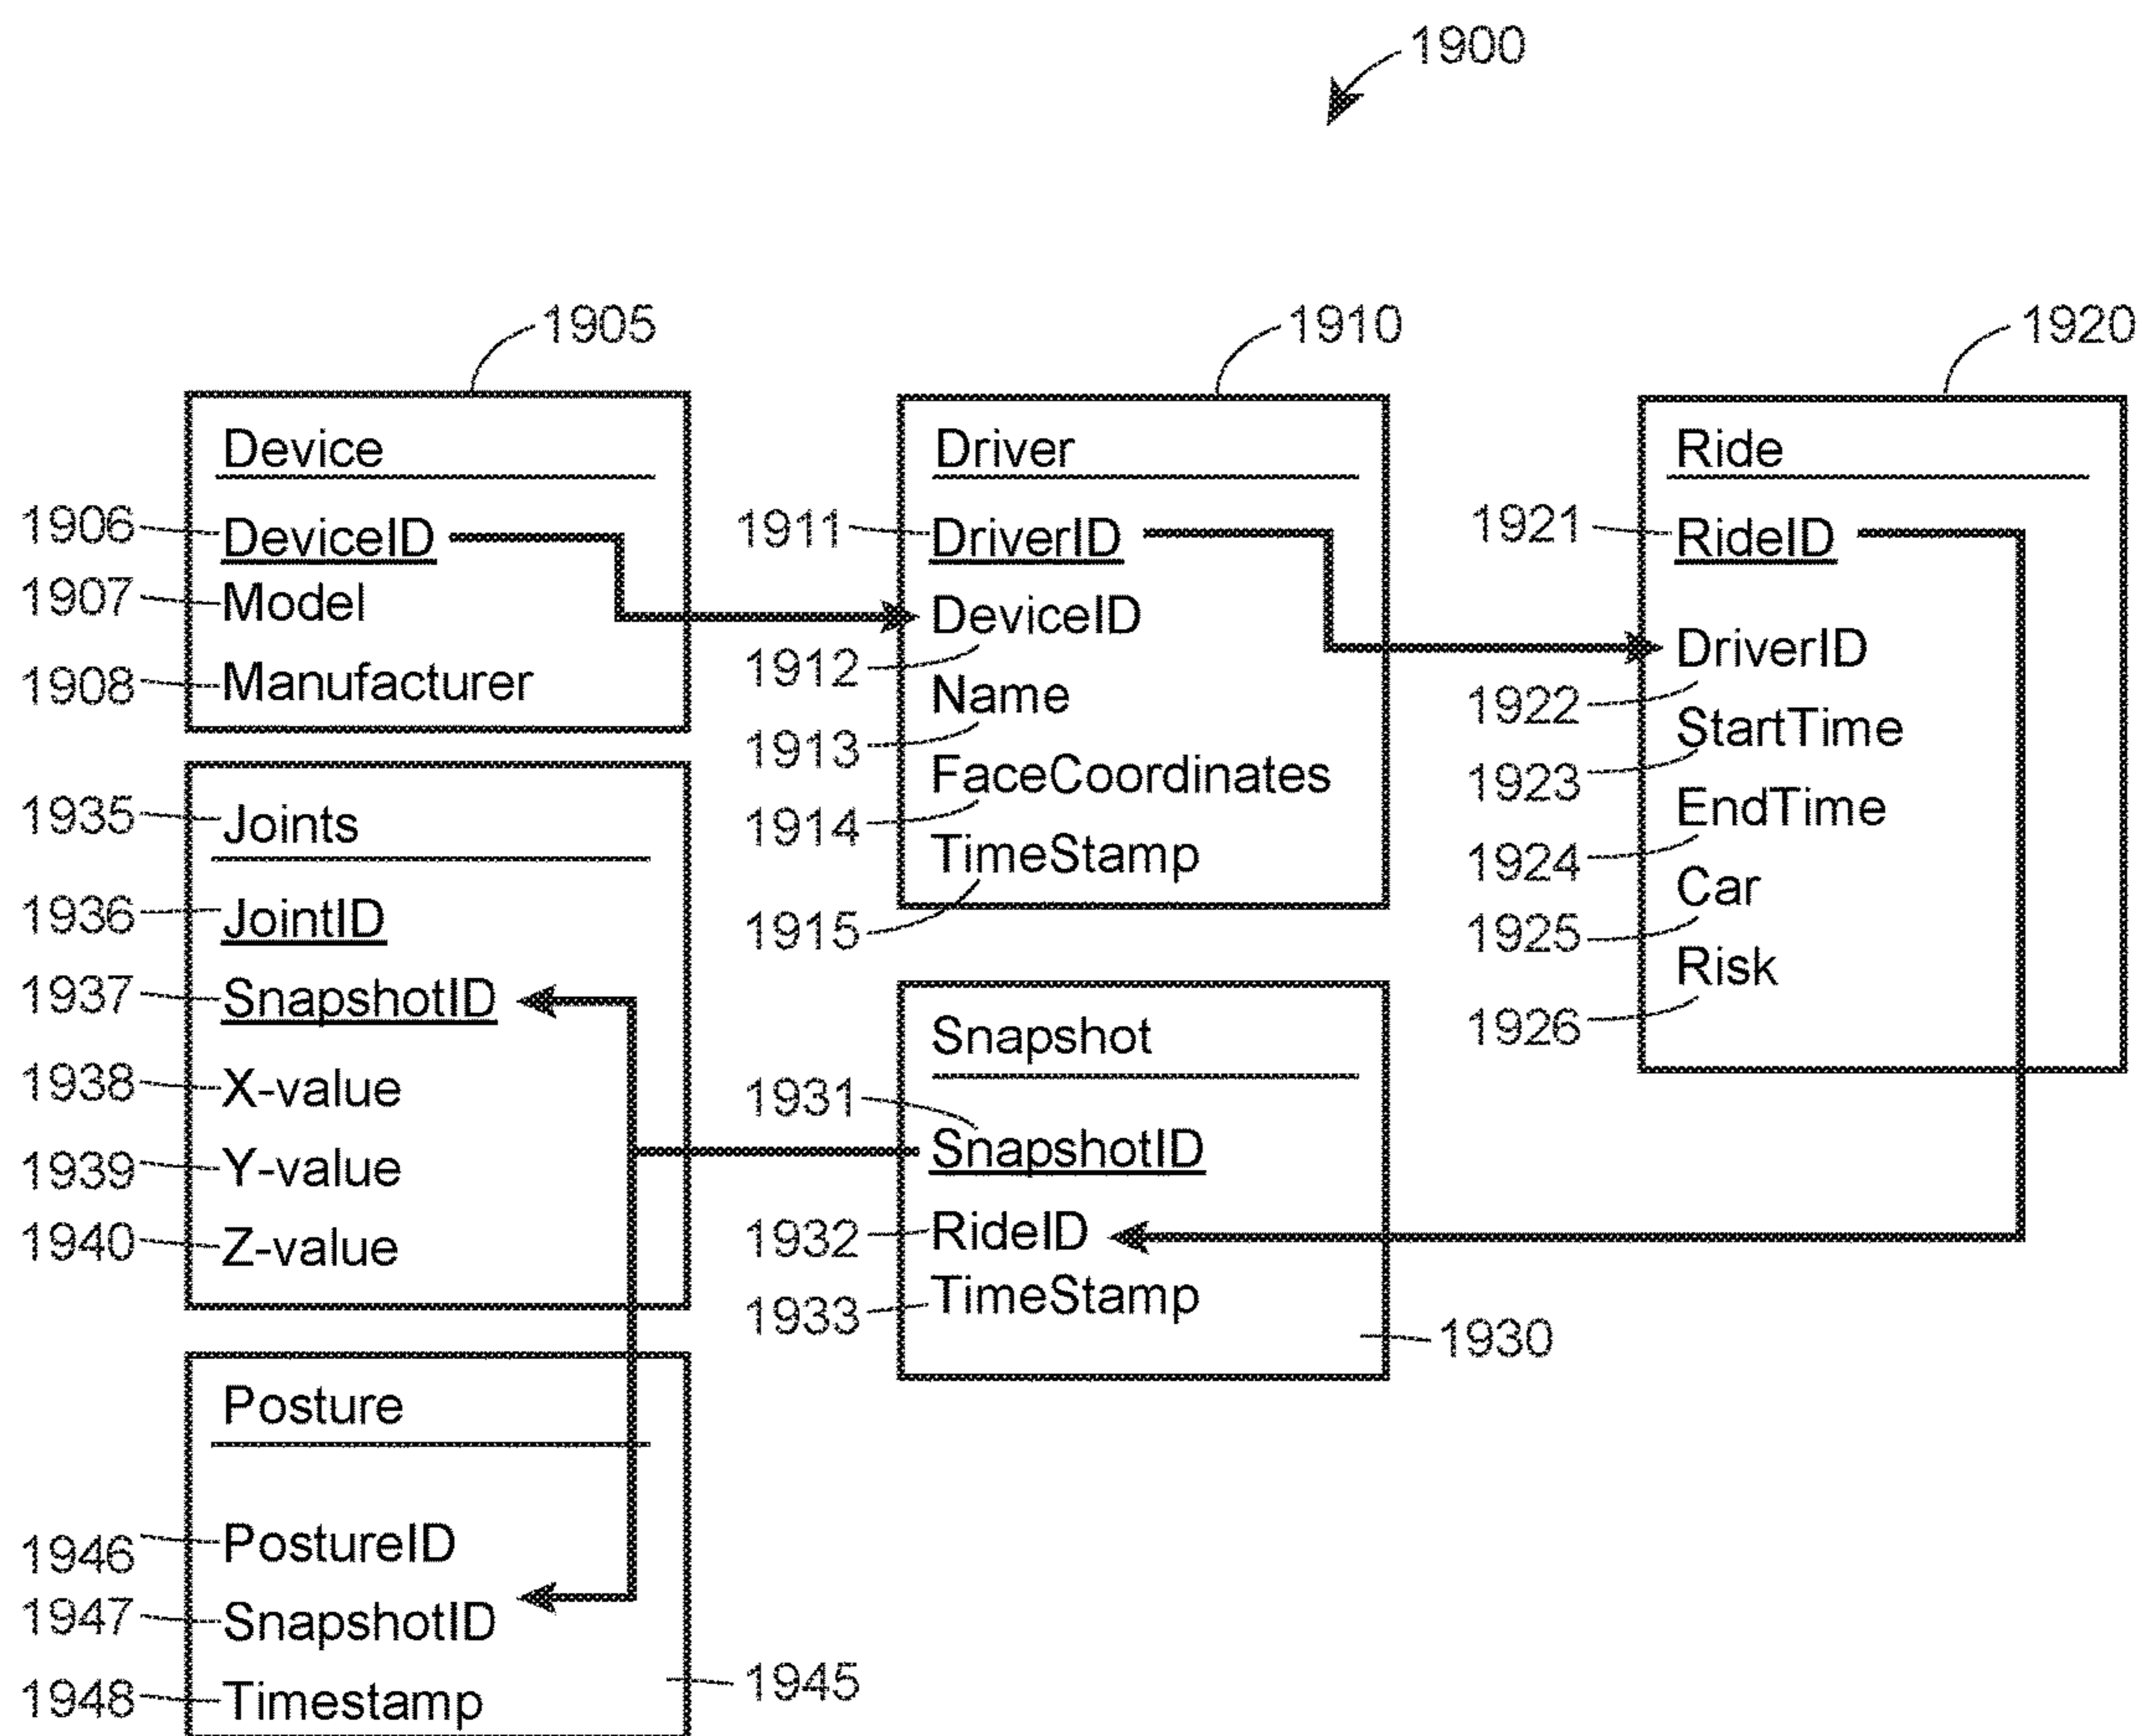 1900
1905
Device
1906 DeviceID
1907 Model
1908 Manufacturer
1910
Driver
1911 DriverID
DeviceID
1912
Name
1913
FaceCoordinates
1914
TimeStamp
1915
1920
Ride
1921 RideID
DriverID
1922
StartTime
1923
EndTime
1924
Car
1925
Risk
1926
1935 Joints
1936 JointID
1937 SnapshotID
1938 X-value
1939 Y-value
1940 Z-value
Snapshot
1931
SnapshotID
1932 RideID
TimeStamp
1933
1930
Posture
1946 PostureID
1947 SnapshotID
1948 Timestamp
1945